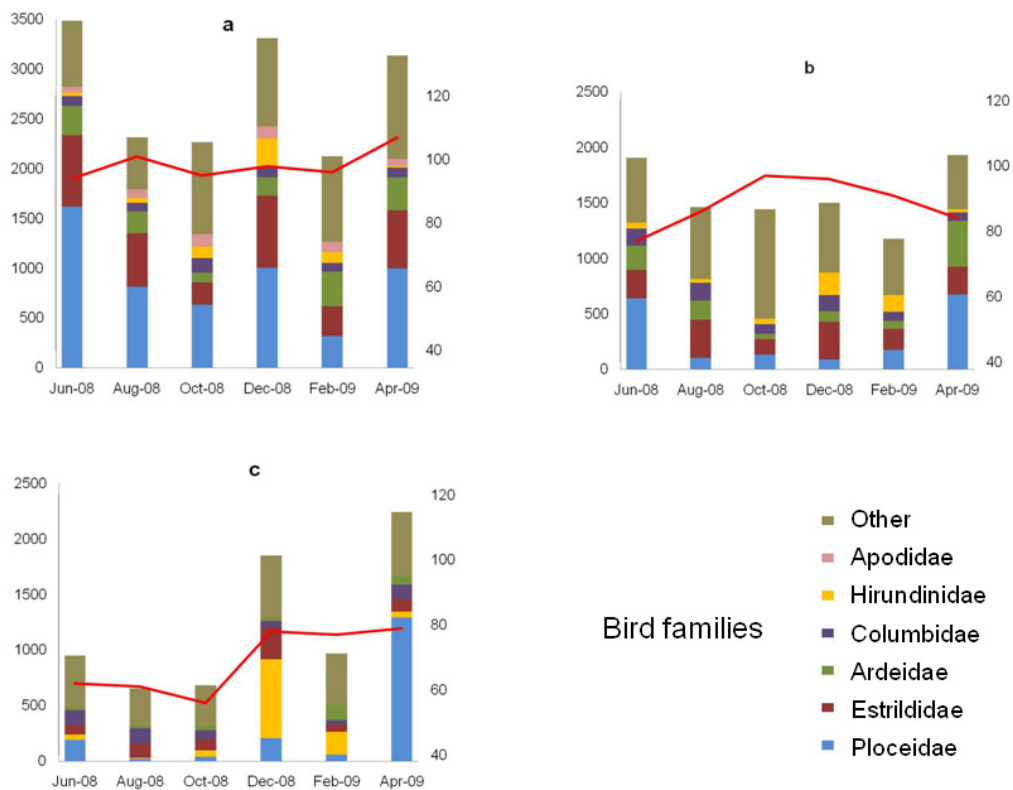 a
3500
3000
2500
2000
1500
1000
500
0
120
100
80
60
40
Jun-08 Aug-08 Oct-08 Dec-08 Feb-09 Apr-09
b
2500
2000
1500
1000
500
0
120
100
80
60
40
Jun-08 Aug-08 Oct-08 Dec-08 Feb-09 Apr-09
c
2500
2000
1500
1000
500
0
120
100
80
60
40
Jun-08 Aug-08 Oct-08 Dec-08 Feb-09 Apr-09
Bird families
Other
Apodidae
Hirundinidae
Columbidae
Ardeidae
Estrildidae
Ploceidae